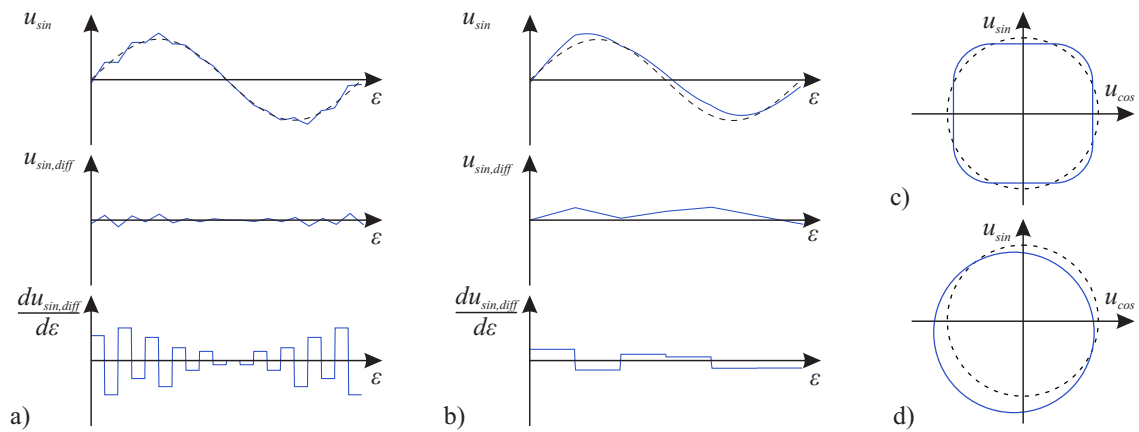 u_sin
ε
u_sin,diff
ε
du_sin,diff
dε
ε
a)
u_sin
ε
u_sin,diff
ε
du_sin,diff
dε
ε
b)
u_sin
u_cos
c)
u_sin
u_cos
d)